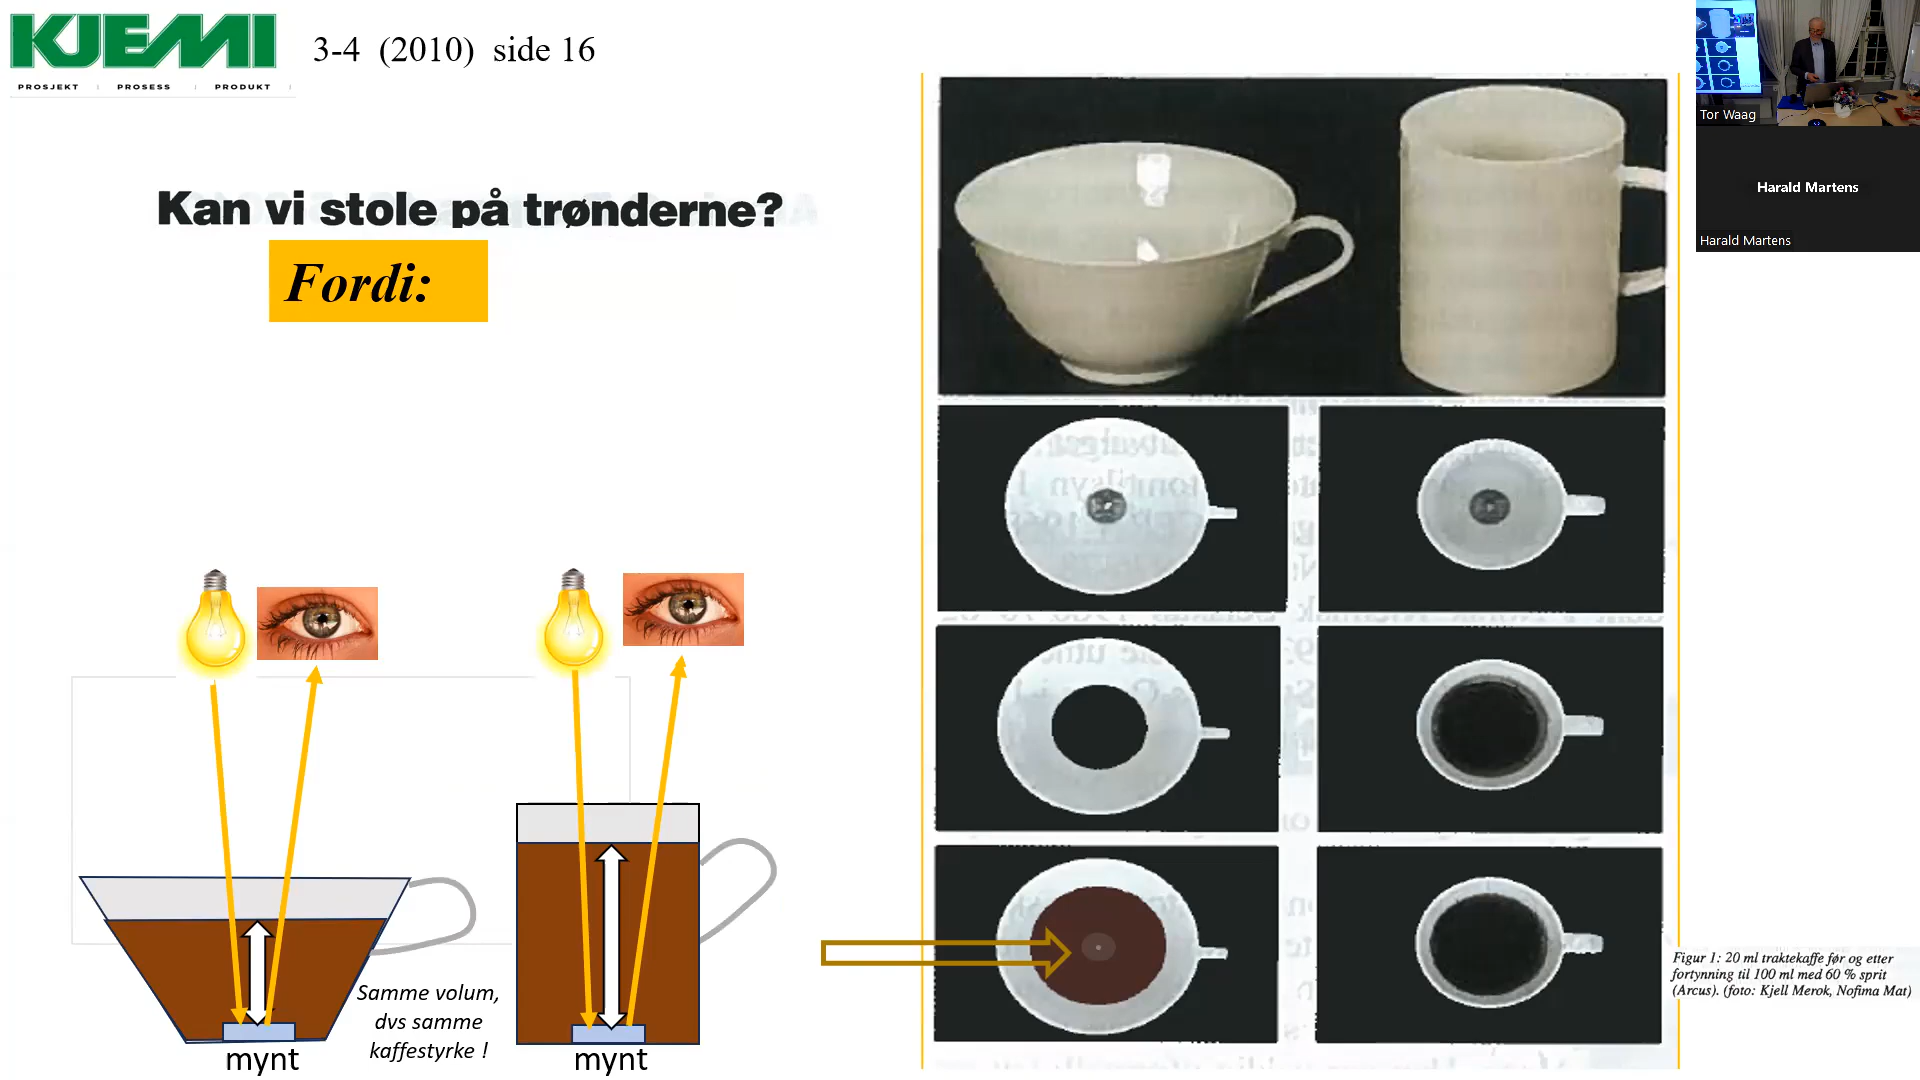 KJEMI
PROSJEKT | PROSESS | PRODUKT |
3-4 (2010) side 16
Kan vi stole på trønderne?
Fordi:
Samme volum,
dvs samme
kaffestyrke !
mynt
mynt
Figur 1: 20 ml traktekaffe før og etter
fortynning til 100 ml med 60 % sprit
(Arcus). (foto: Kjell Merok, Nofima Mat)
Tor Waag
Harald Martens
Harald Martens